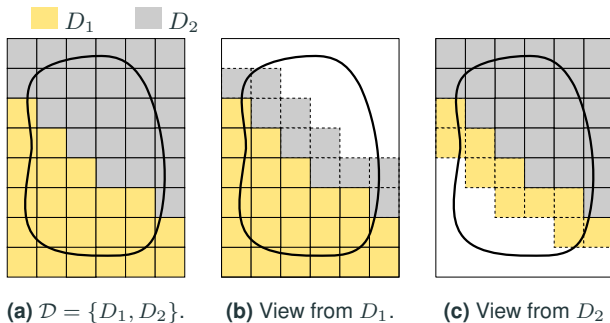 D₁ D₂
(a) 𝒟 = {D₁, D₂}. (b) View from D₁. (c) View from D₂